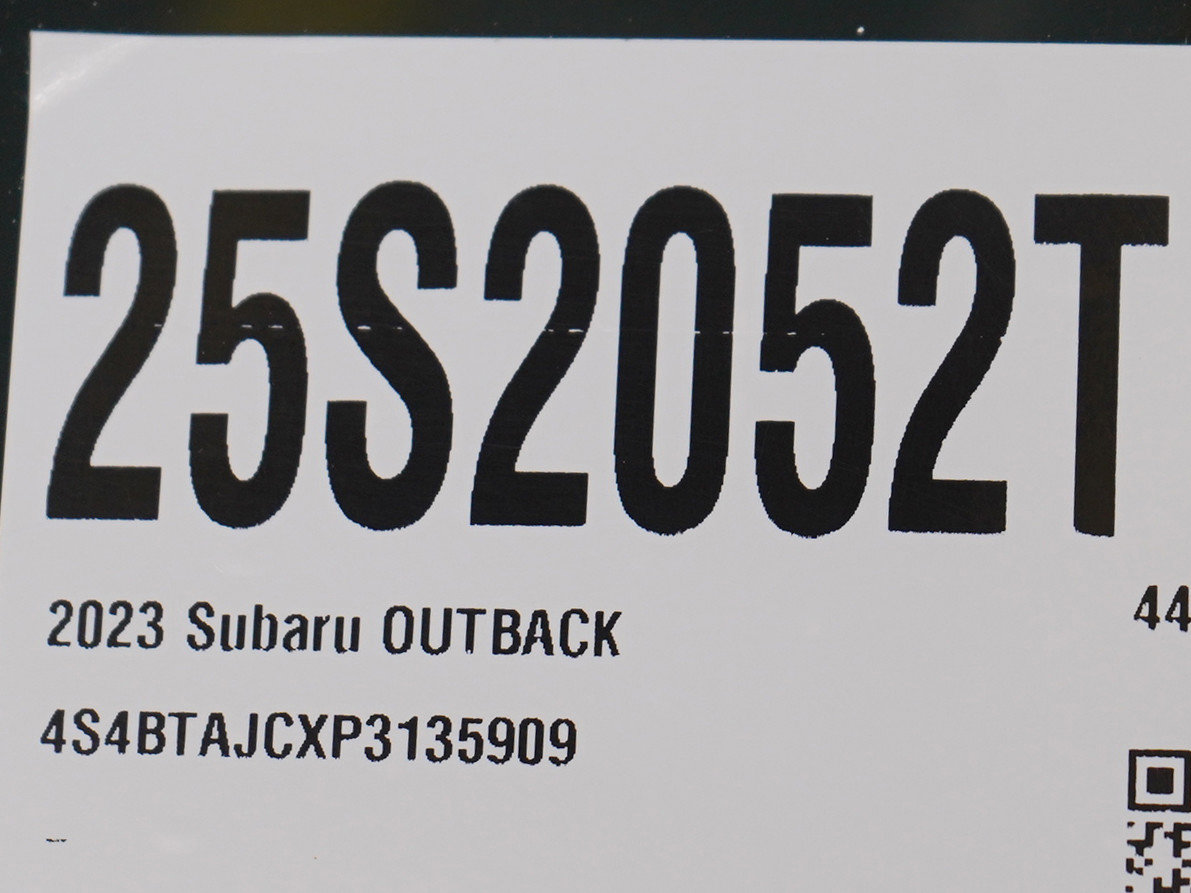 25S2052T
2023 Subaru OUTBACK 44
4S4BTAJCXP3135909